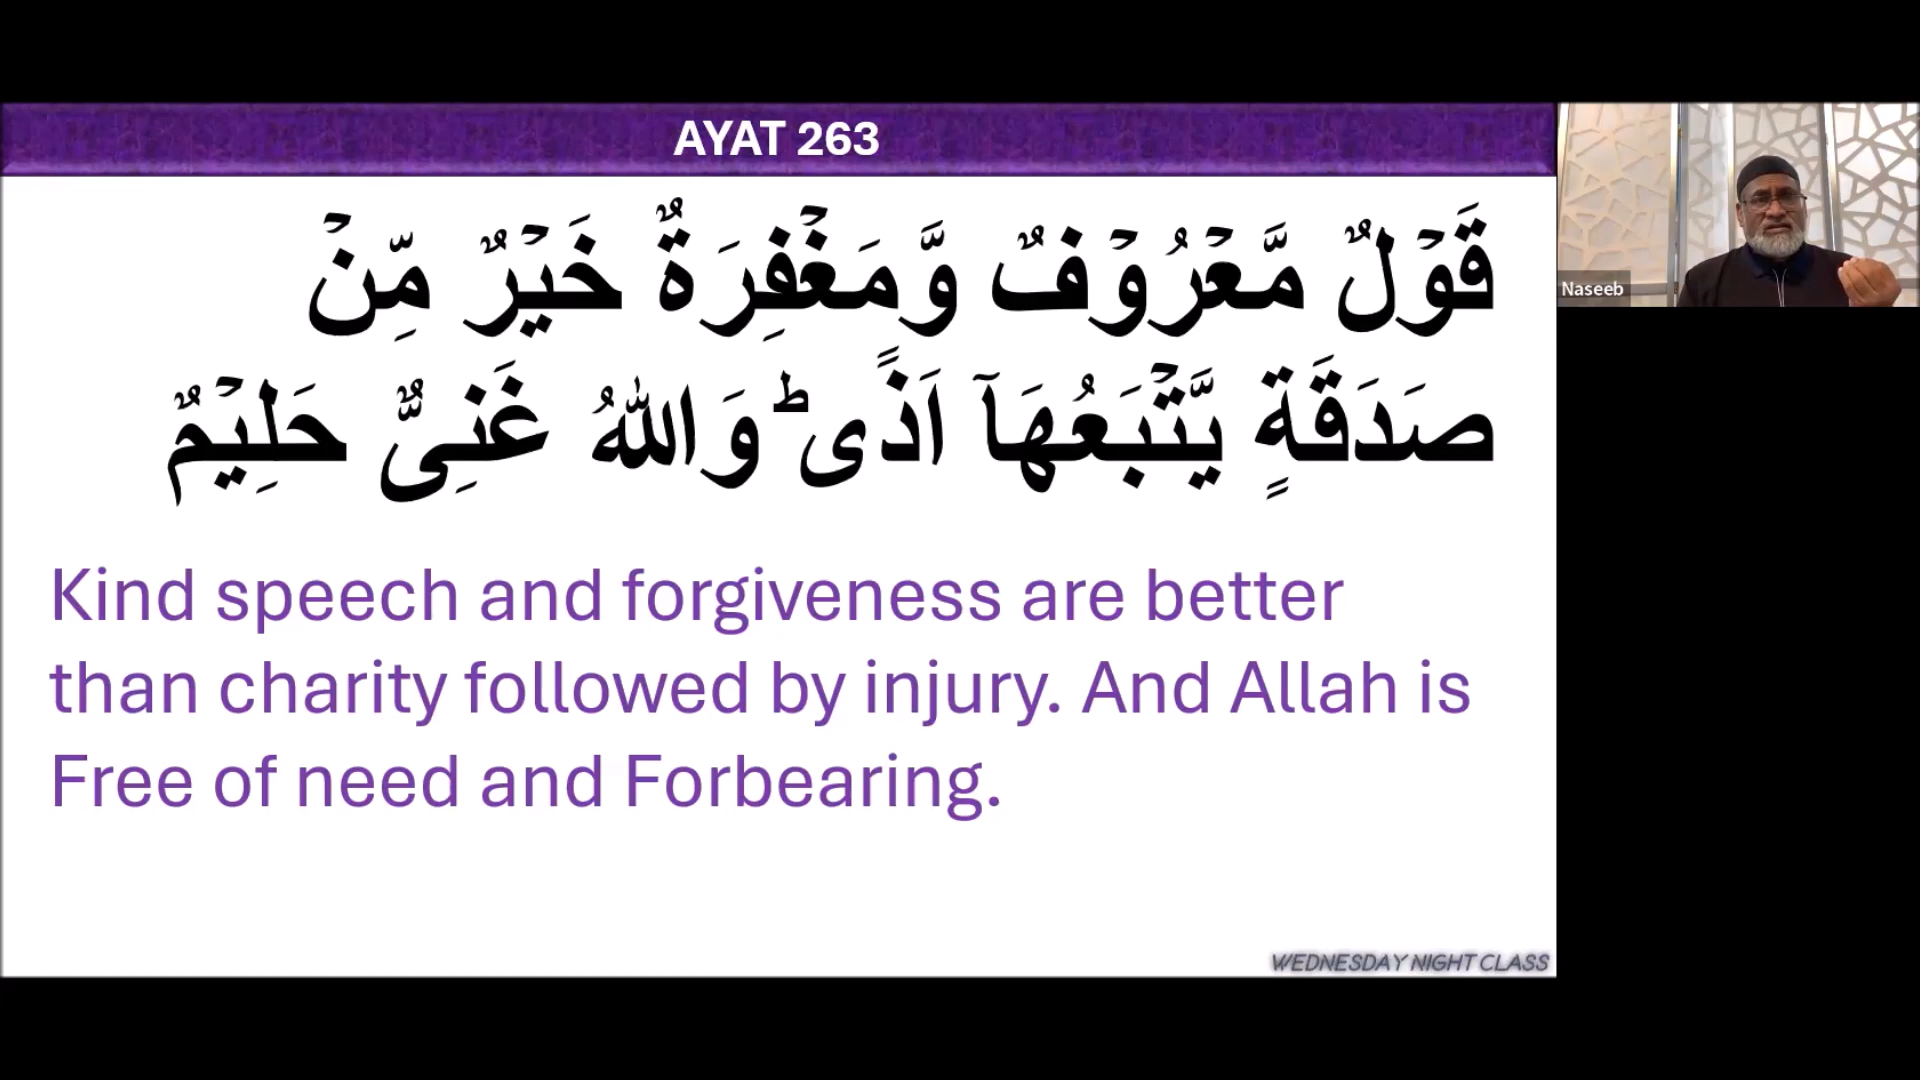 AYAT 263
قَوْلٌ مَّعْرُوْفٌ وَّمَغْفِرَةٌ خَيْرٌ مِّنْ
صَدَقَةٍ يَّتْبَعُهَآ اَذًى ؕ وَاللّٰهُ غَنِىٌّ حَلِيْمٌ
Kind speech and forgiveness are better
than charity followed by injury. And Allah is
Free of need and Forbearing.
WEDNESDAY NIGHT CLASS
Naseeb